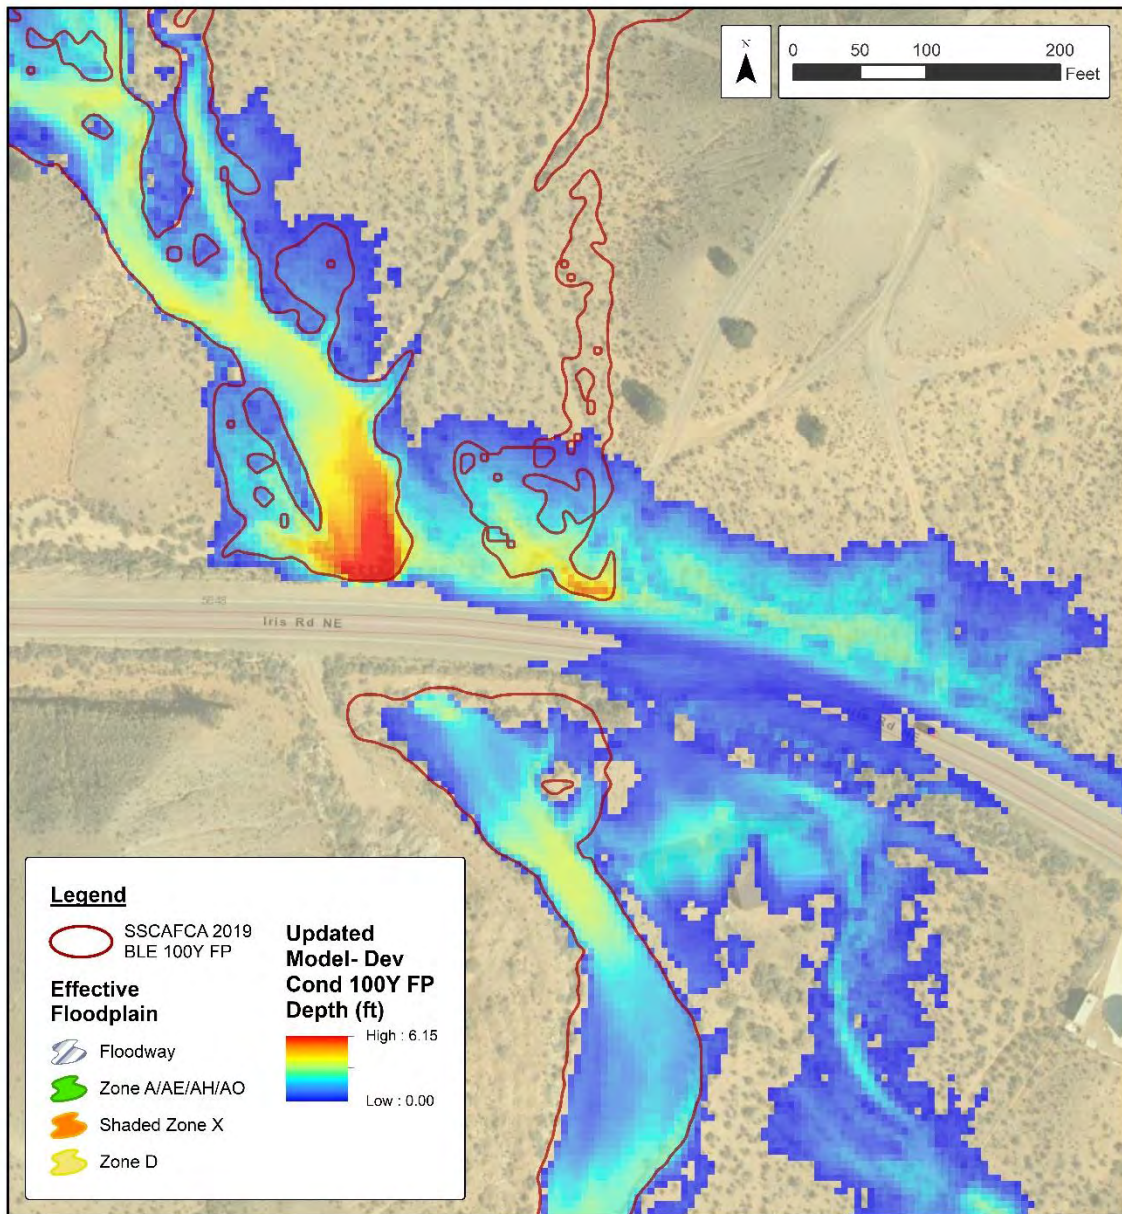 N
0 50 100 200
Feet
5648
Iris Rd NE
Rd
Legend
SSCAFCA 2019
BLE 100Y FP
Effective
Floodplain
Floodway
Zone A/AE/AH/AO
Shaded Zone X
Zone D
Updated
Model- Dev
Cond 100Y FP
Depth (ft)
High : 6.15
Low : 0.00